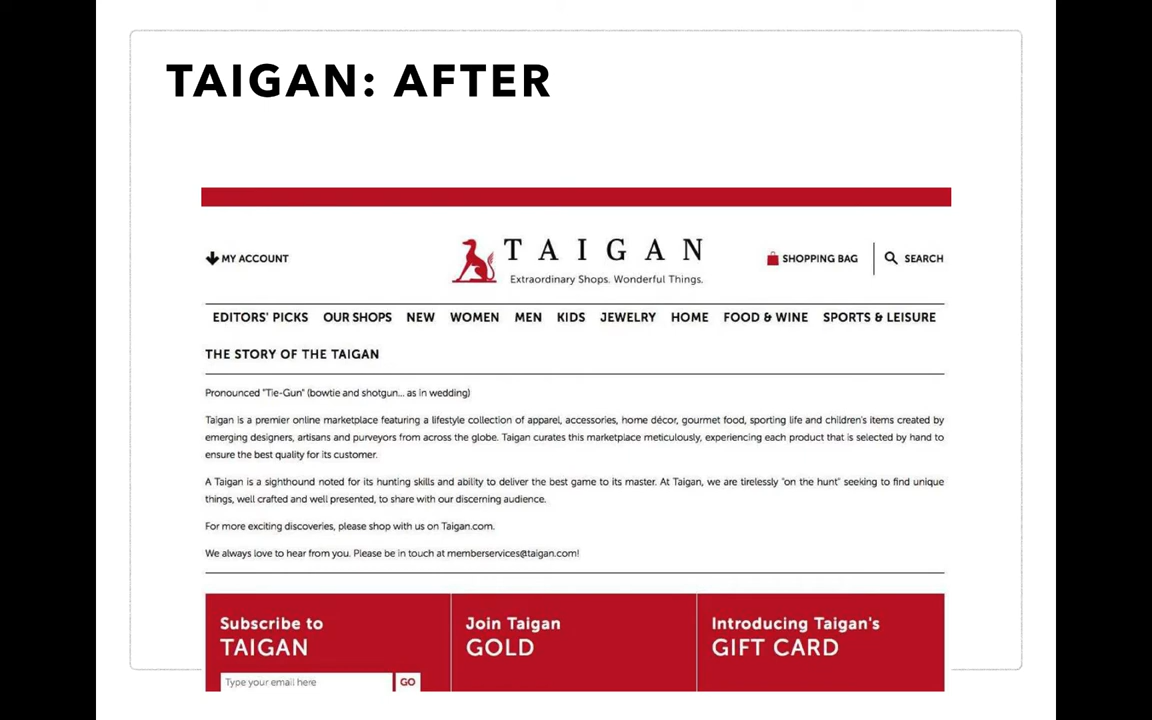 TAIGAN: AFTER
MY ACCOUNT
TAIGAN
Extraordinary Shops. Wonderful Things.
SHOPPING BAG
SEARCH
EDITORS' PICKS OUR SHOPS NEW WOMEN MEN KIDS JEWELRY HOME FOOD & WINE SPORTS & LEISURE
THE STORY OF THE TAIGAN
Pronounced "Tie-Gun" (bowtie and shotgun... as in wedding)
Taigan is a premier online marketplace featuring a lifestyle collection of apparel, accessories, home décor, gourmet food, sporting life and children's items created by
emerging designers, artisans and purveyors from across the globe. Taigan curates this marketplace meticulously, experiencing each product that is selected by hand to
ensure the best quality for its customer.
A Taigan is a sighthound noted for its hunting skills and ability to deliver the best game to its master. At Taigan, we are tirelessly "on the hunt" seeking to find unique
things, well crafted and well presented, to share with our discerning audience.
For more exciting discoveries, please shop with us on Taigan.com.
We always love to hear from you. Please be in touch at memberservices@taigan.com!
Subscribe to
TAIGAN
Type your email here
GO
Join Taigan
GOLD
Introducing Taigan's
GIFT CARD